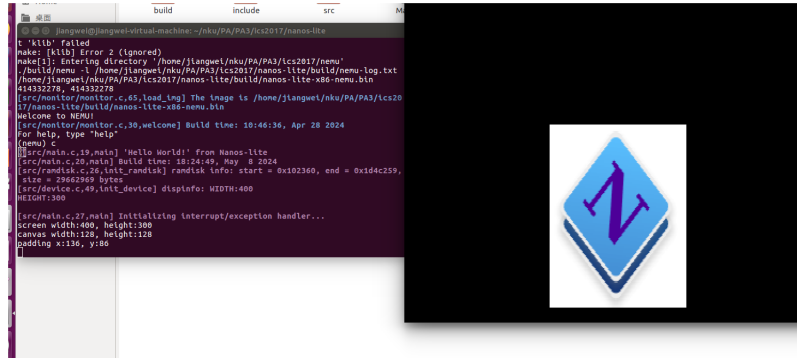 build include src
桌面
jiangwei@jiangwei-virtual-machine: ~/nku/PA/PA3/ics2017/nanos-lite
t 'klib' failed
make: [klib] Error 2 (ignored)
make[1]: Entering directory '/home/jiangwei/nku/PA/PA3/ics2017/nemu'
./build/nemu -l /home/jiangwei/nku/PA/PA3/ics2017/nanos-lite/build/nemu-log.txt
/home/jiangwei/nku/PA/PA3/ics2017/nanos-lite/build/nanos-lite-x86-nemu.bin
414332278, 414332278
[src/monitor/monitor.c,65,load_img] The image is /home/jiangwei/nku/PA/PA3/ics20
17/nanos-lite/build/nanos-lite-x86-nemu.bin
Welcome to NEMU!
[src/monitor/monitor.c,30,welcome] Build time: 10:46:36, Apr 28 2024
For help, type "help"
(nemu) c
[src/main.c,19,main] 'Hello World!' from Nanos-lite
[src/main.c,20,main] Build time: 18:24:49, May 8 2024
[src/ramdisk.c,26,init_ramdisk] ramdisk info: start = 0x102360, end = 0x1d4c259,
size = 29662969 bytes
[src/device.c,49,init_device] dispinfo: WIDTH:400
HEIGHT:300
[src/main.c,27,main] Initializing interrupt/exception handler...
screen width:400, height:300
canvas width:128, height:128
padding x:136, y:86
N